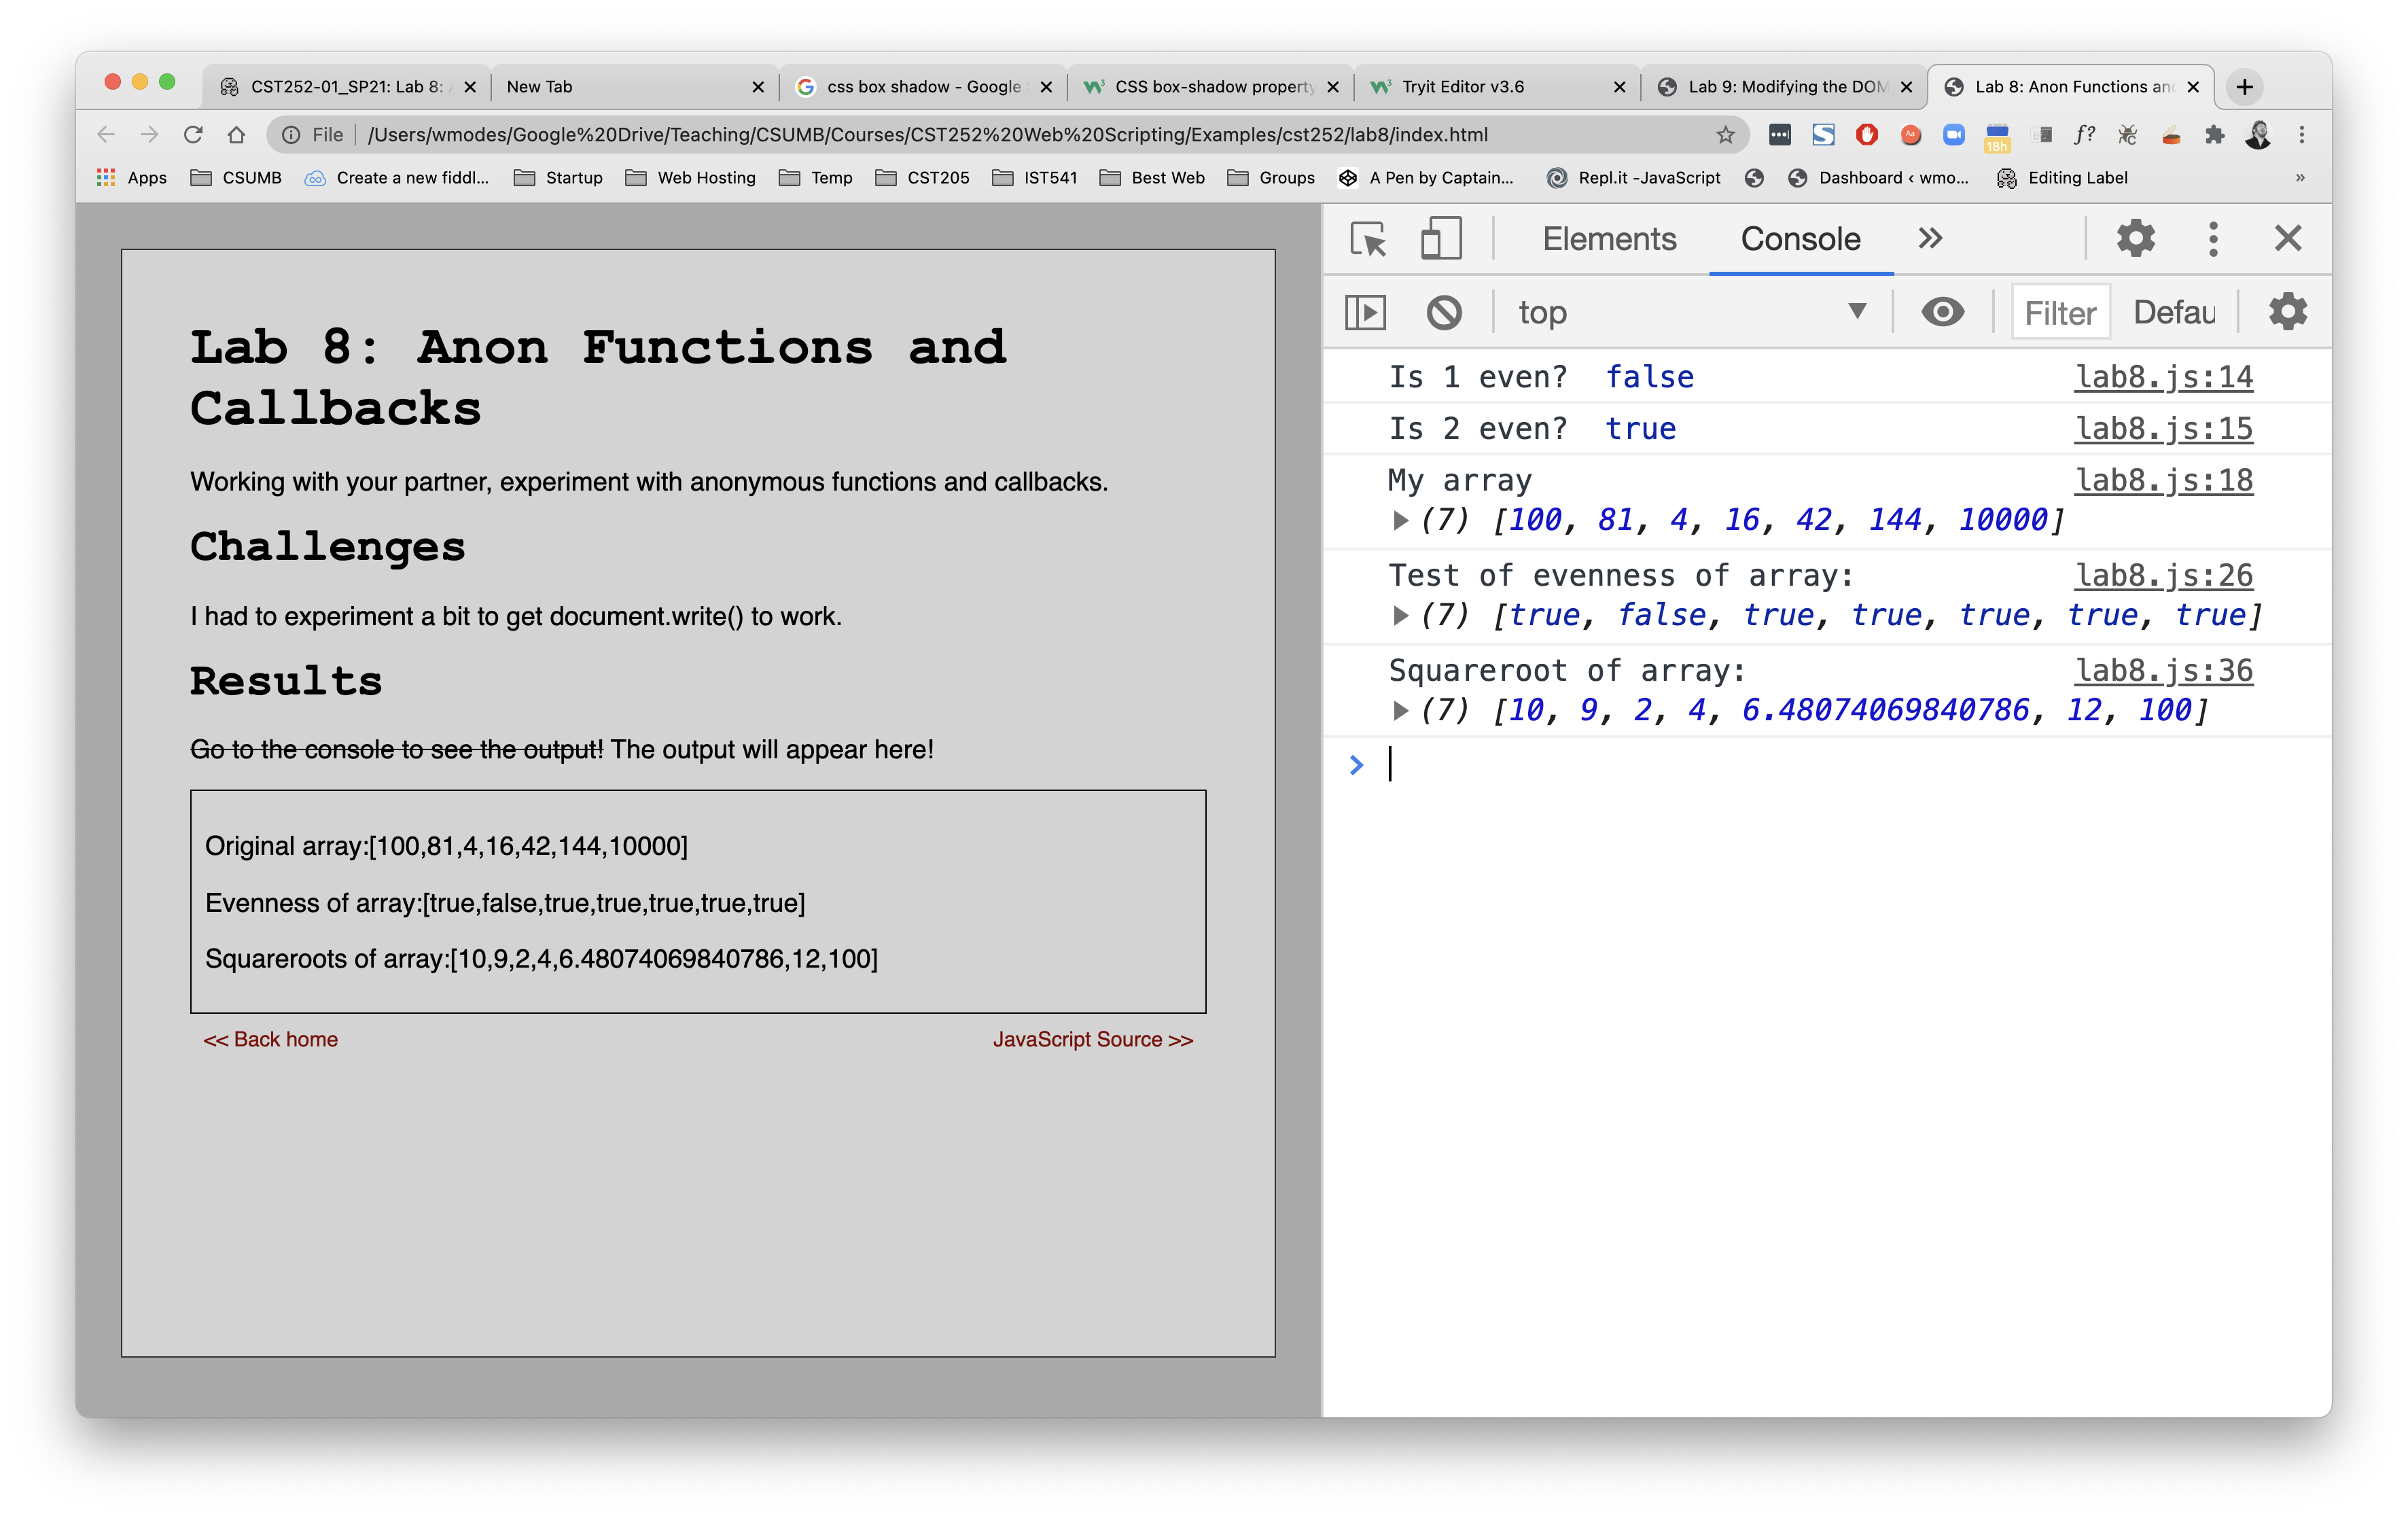 CST252-01_SP21: Lab 8:
New Tab
css box shadow - Google
CSS box-shadow property
Tryit Editor v3.6
Lab 9: Modifying the DOM
Lab 8: Anon Functions and
File | /Users/wmodes/Google%20Drive/Teaching/CSUMB/Courses/CST252%20Web%20Scripting/Examples/cst252/lab8/index.html
Aa
18h
f?
Apps
CSUMB
Create a new fiddl...
Startup
Web Hosting
Temp
CST205
IST541
Best Web
Groups
A Pen by Captain...
Repl.it -JavaScript
Dashboard ‹ wmo...
Editing Label
»
Lab 8: Anon Functions and
Callbacks
Working with your partner, experiment with anonymous functions and callbacks.
Challenges
I had to experiment a bit to get document.write() to work.
Results
Go to the console to see the output! The output will appear here!
Original array:[100,81,4,16,42,144,10000]
Evenness of array:[true,false,true,true,true,true,true]
Squareroots of array:[10,9,2,4,6.48074069840786,12,100]
<< Back home
JavaScript Source >>
Elements
Console
top
Filter
Defau
Is 1 even? false lab8.js:14
Is 2 even? true lab8.js:15
My array lab8.js:18
(7) [100, 81, 4, 16, 42, 144, 10000]
Test of evenness of array: lab8.js:26
(7) [true, false, true, true, true, true, true]
Squareroot of array: lab8.js:36
(7) [10, 9, 2, 4, 6.48074069840786, 12, 100]